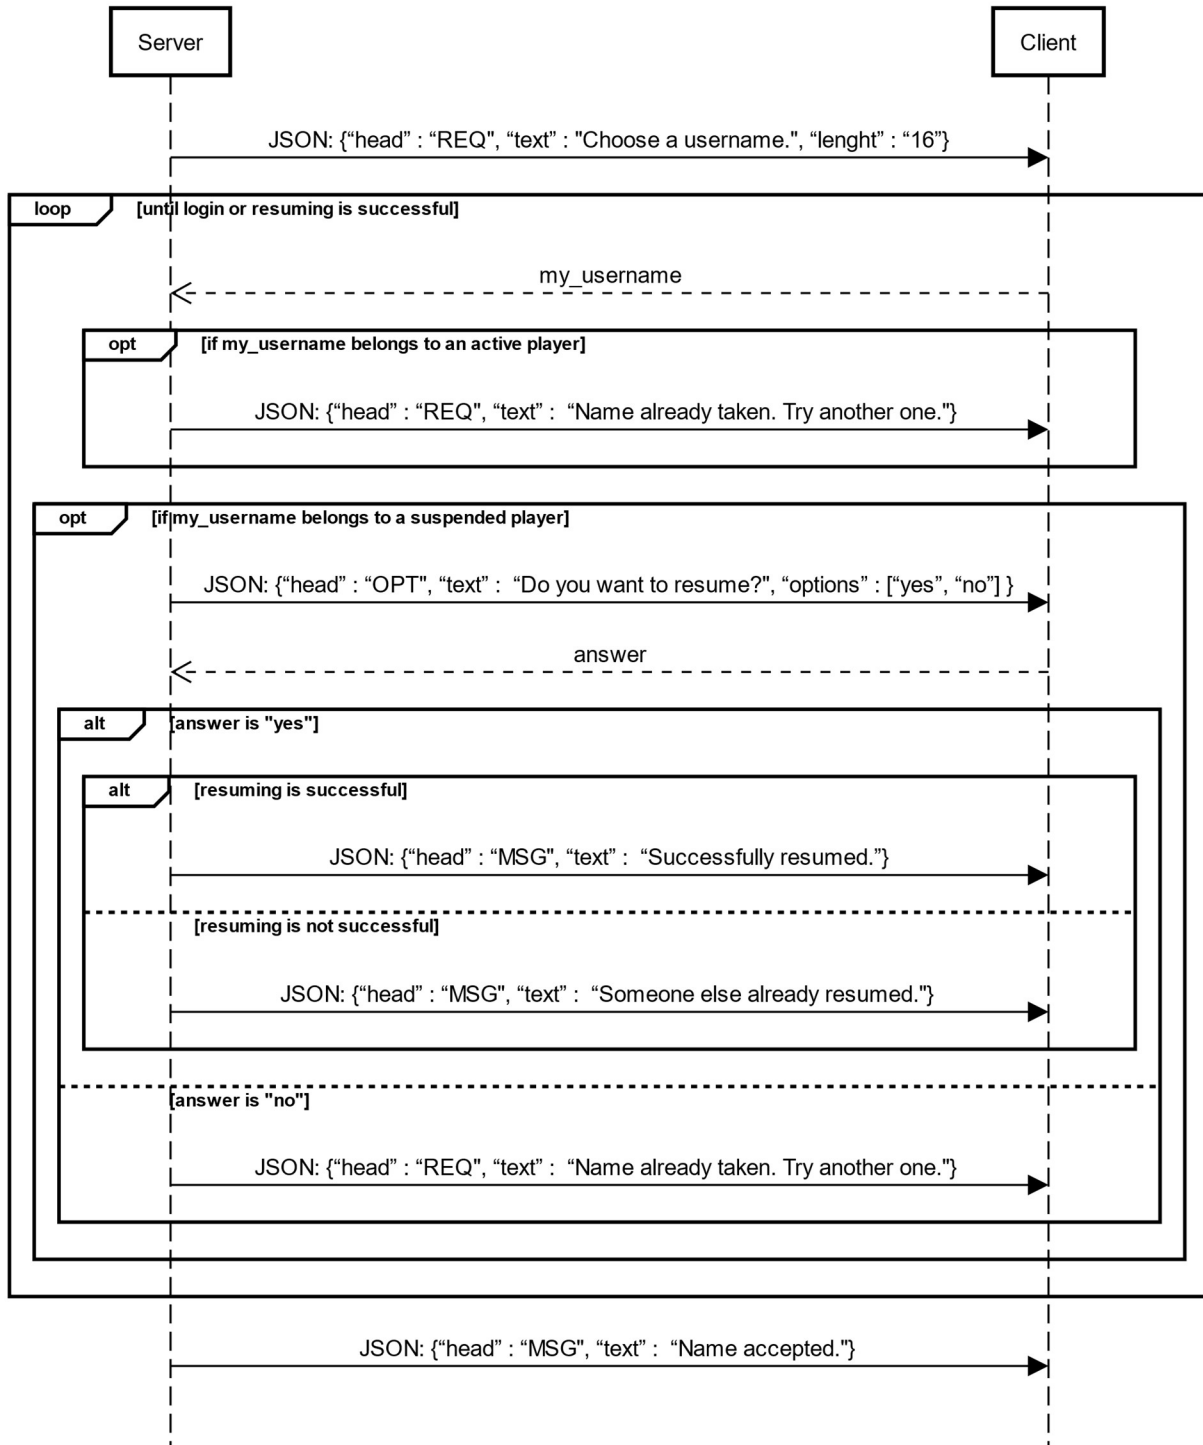 Server
Client
JSON: {“head” : “REQ", “text” : "Choose a username.", “lenght” : “16”}
loop
[until login or resuming is successful]
my_username
opt
[if my_username belongs to an active player]
JSON: {“head” : “REQ", “text” :  “Name already taken. Try another one."}
opt
[if my_username belongs to a suspended player]
JSON: {“head” : “OPT", “text” :  “Do you want to resume?", “options” : [“yes”, “no”] }
answer
alt
[answer is "yes"]
alt
[resuming is successful]
JSON: {“head” : “MSG", “text” :  “Successfully resumed.”}
[resuming is not successful]
JSON: {“head” : “MSG", “text” :  “Someone else already resumed."}
[answer is "no"]
JSON: {“head” : “REQ", “text” :  “Name already taken. Try another one."}
JSON: {“head” : “MSG", “text” :  “Name accepted."}